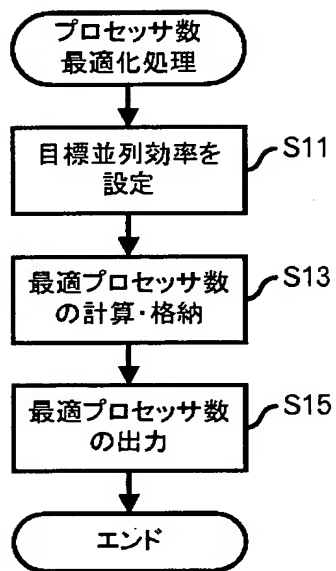 プロセッサ数
最適化処理
目標並列効率を
設定
S11
最適プロセッサ数
の計算・格納
S13
最適プロセッサ数
の出力
S15
エンド